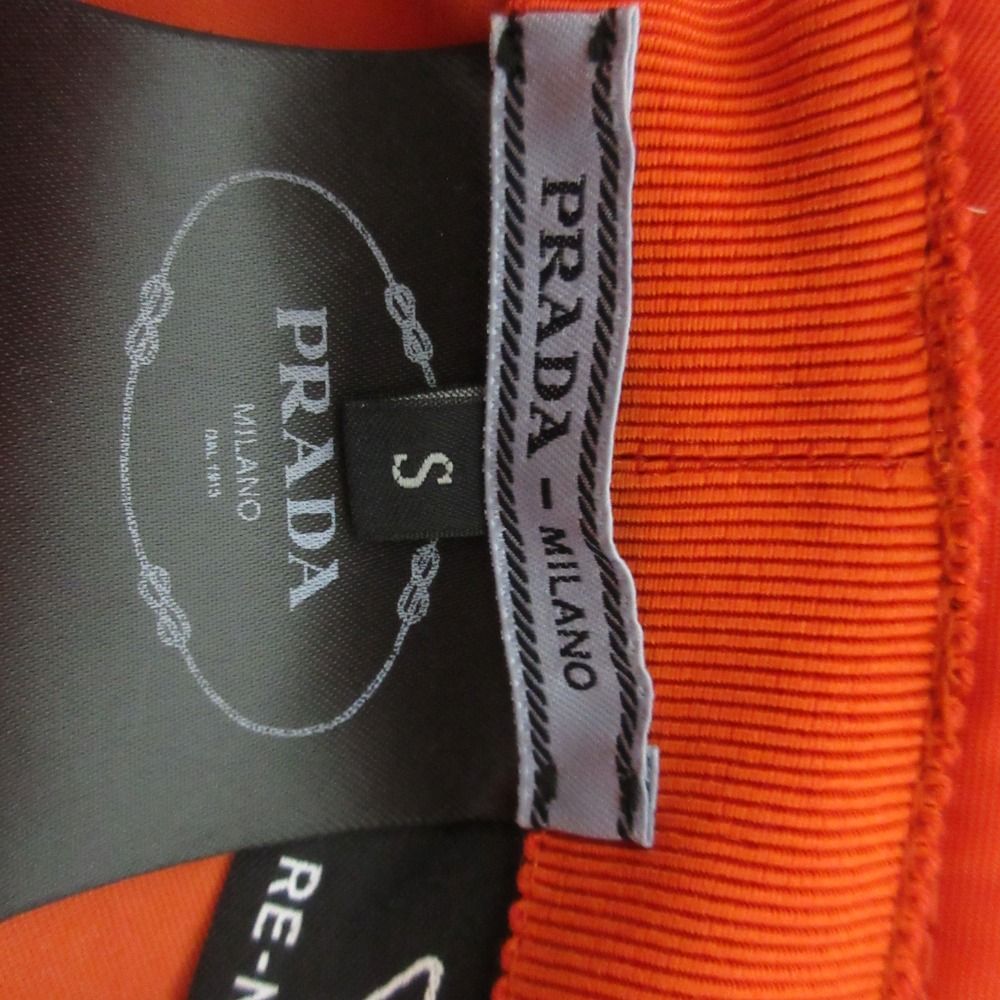 PRADA – MILANO
S
PRADA
MILANO
DAL 1913
RE-N